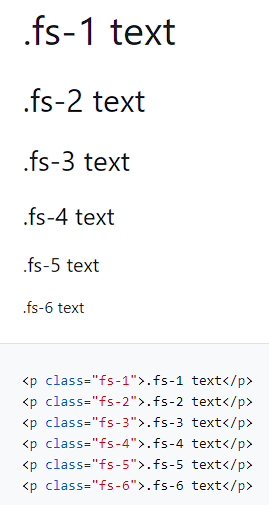 .fs-1 text
.fs-2 text
.fs-3 text
.fs-4 text
.fs-5 text
.fs-6 text
<p class="fs-1">.fs-1 text</p>
<p class="fs-2">.fs-2 text</p>
<p class="fs-3">.fs-3 text</p>
<p class="fs-4">.fs-4 text</p>
<p class="fs-5">.fs-5 text</p>
<p class="fs-6">.fs-6 text</p>